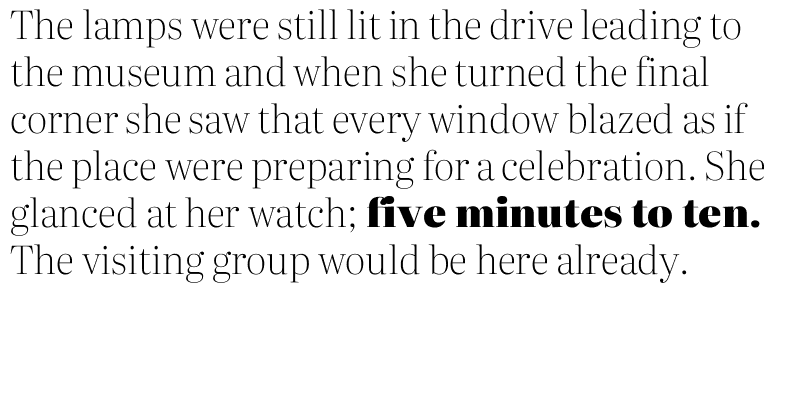 The lamps were still lit in the drive leading to
the museum and when she turned the final
corner she saw that every window blazed as if
the place were preparing for a celebration. She
glanced at her watch; five minutes to ten.
The visiting group would be here already.